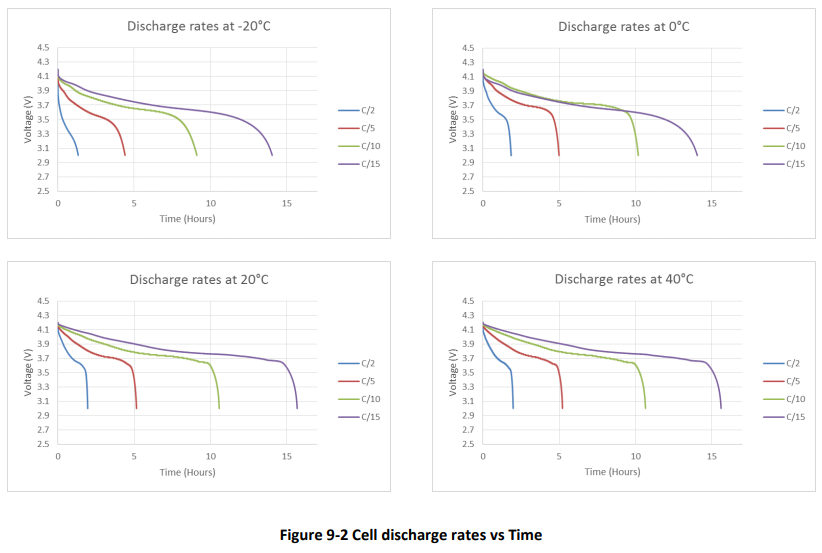 Discharge rates at -20°C
4.5
4.3
4.1
3.9
3.7
3.5
3.3
3.1
2.9
2.7
2.5
Voltage (V)
0 5 10 15
Time (Hours)
C/2
C/5
C/10
C/15
Discharge rates at 0°C
4.5
4.3
4.1
3.9
3.7
3.5
3.3
3.1
2.9
2.7
2.5
Voltage (V)
0 5 10 15
Time (Hours)
C/2
C/5
C/10
C/15
Discharge rates at 20°C
4.5
4.3
4.1
3.9
3.7
3.5
3.3
3.1
2.9
2.7
2.5
Voltage (V)
0 5 10 15
Time (Hours)
C/2
C/5
C/10
C/15
Discharge rates at 40°C
4.5
4.3
4.1
3.9
3.7
3.5
3.3
3.1
2.9
2.7
2.5
Voltage (V)
0 5 10 15
Time (Hours)
C/2
C/5
C/10
C/15
Figure 9-2 Cell discharge rates vs Time